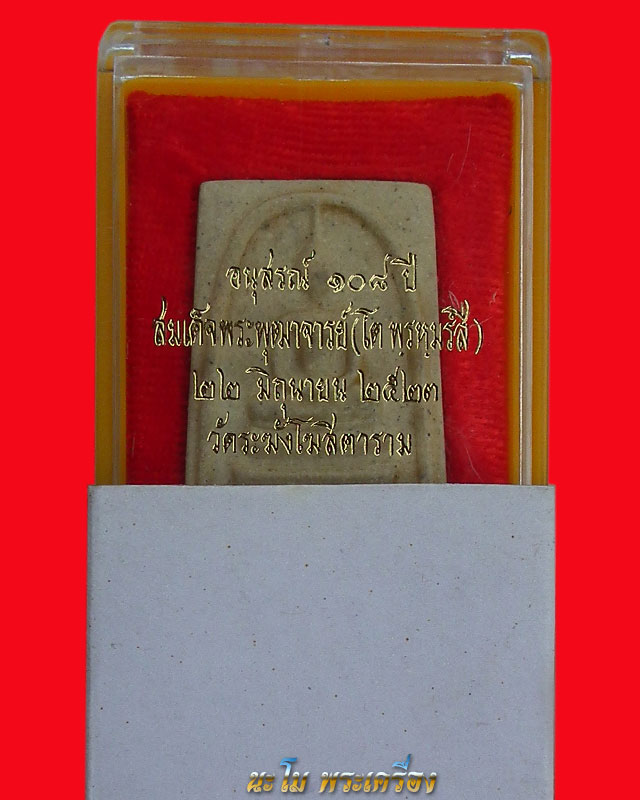 อนุสรณ์ ๑๐๘ ปี
สมเด็จพระพุฒาจารย์(โต พฺรหฺมรํสี)
๒๒ มิถุนายน ๒๕๒๓
วัดระฆังโฆสิตาราม
นะโม พระเครื่อง